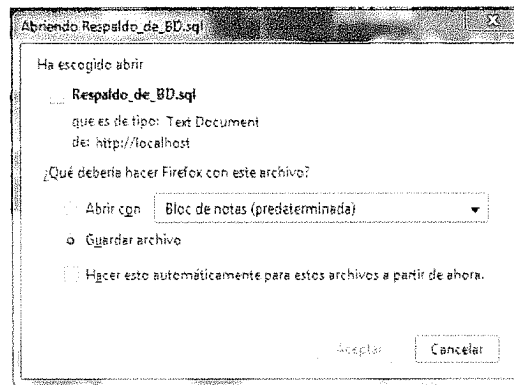 Abriendo Respaldo_de_BD.sql
Ha escogido abrir
Respaldo_de_BD.sql
que es de tipo: Text Document
de: http://localhost
¿Qué debería hacer Firefox con este archivo?
Abrir con Bloc de notas (predeterminada)
Guardar archivo
Hacer esto automáticamente para estos archivos a partir de ahora.
Aceptar Cancelar